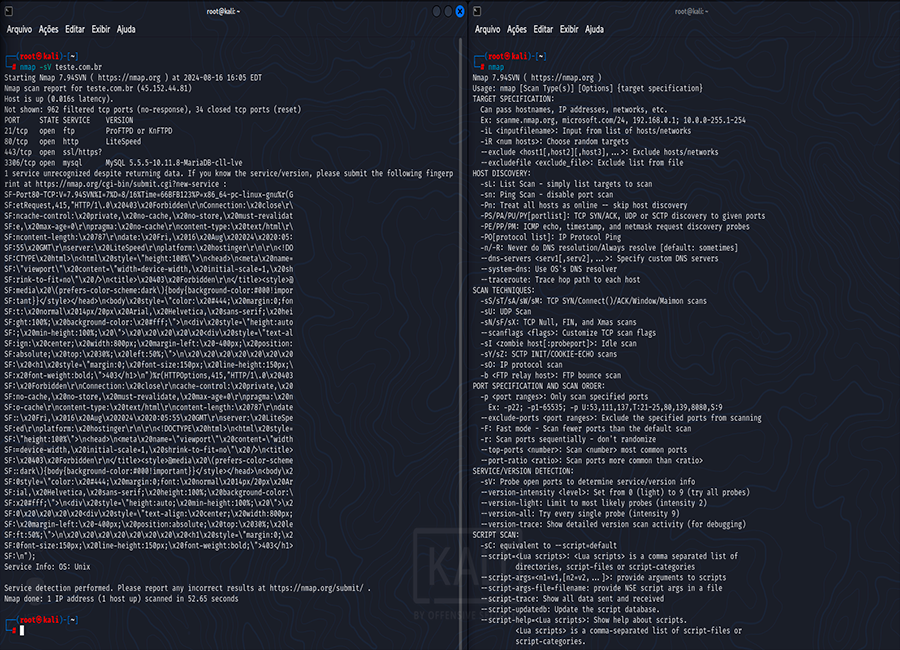 root@kali: ~
Arquivo Ações Editar Exibir Ajuda
┌──(root㉿kali)-[~]
└─# nmap -sV teste.com.br
Starting Nmap 7.94SVN ( https://nmap.org ) at 2024-08-16 16:05 EDT
Nmap scan report for teste.com.br (45.152.44.81)
Host is up (0.016s latency).
Not shown: 962 filtered tcp ports (no-response), 34 closed tcp ports (reset)
PORT STATE SERVICE VERSION
21/tcp open ftp ProFTPD or KnFTPD
80/tcp open http LiteSpeed
443/tcp open ssl/https?
3306/tcp open mysql MySQL 5.5.5-10.11.8-MariaDB-cll-lve
1 service unrecognized despite returning data. If you know the service/version, please submit the following fingerp
rint at https://nmap.org/cgi-bin/submit.cgi?new-service :
SF-Port80-TCP:V=7.94SVN%I=7%D=8/16%Time=66BFB123%P=x86_64-pc-linux-gnu%r(G
SF:etRequest,415,"HTTP/1\.0\x20403\x20Forbidden\r\nConnection:\x20close\r\
SF:ncache-control:\x20private,\x20no-cache,\x20no-store,\x20must-revalidat
SF:e,\x20max-age=0\r\npragma:\x20no-cache\r\ncontent-type:\x20text/html\r\
SF:ncontent-length:\x20787\r\ndate:\x20Fri,\x2016\x20Aug\x202024\x2020:05:
SF:55\x20GMT\r\nserver:\x20LiteSpeed\r\nplatform:\x20hostinger\r\n\r\n<!DO
SF:CTYPE\x20html>\n<html\x20style=\"height:100%\">\n<head>\n<meta\x20name=
SF:\"viewport\"\x20content=\"width=device-width,\x20initial-scale=1,\x20sh
SF:rink-to-fit=no\"\x20/>\n<title>\x20403\x20Forbidden\r\n</title><style>@
SF:media\x20\(prefers-color-scheme:dark\){body{background-color:#000!impor
SF:tant}}</style></head>\n<body\x20style=\"color:\x20#444;\x20margin:0;fon
SF:t:\x20normal\x2014px/20px\x20Arial,\x20Helvetica,\x20sans-serif;\x20hei
SF:ght:100%;\x20background-color:\x20#fff;\">\n<div\x20style=\"height:auto
SF:;\x20min-height:100%;\x20\">\x20\x20\x20\x20\x20<div\x20style=\"text-al
SF:ign:\x20center;\x20width:800px;\x20margin-left:\x20-400px;\x20position:
SF:absolute;\x20top:\x2030%;\x20left:50%;\">\n\x20\x20\x20\x20\x20\x20\x20
SF:\x20<h1\x20style=\"margin:0;\x20font-size:150px;\x20line-height:150px;\
SF:x20font-weight:bold;\">403</h1>\n")%r(HTTPOptions,415,"HTTP/1\.0\x20403
SF:\x20Forbidden\r\nConnection:\x20close\r\ncache-control:\x20private,\x20
SF:no-cache,\x20no-store,\x20must-revalidate,\x20max-age=0\r\npragma:\x20n
SF:o-cache\r\ncontent-type:\x20text/html\r\ncontent-length:\x20787\r\ndate
SF::\x20Fri,\x2016\x20Aug\x202024\x2020:05:55\x20GMT\r\nserver:\x20LiteSpe
SF:ed\r\nplatform:\x20hostinger\r\n\r\n<!DOCTYPE\x20html>\n<html\x20style=
SF:\"height:100%\">\n<head>\n<meta\x20name=\"viewport\"\x20content=\"width
SF:=device-width,\x20initial-scale=1,\x20shrink-to-fit=no\"\x20/>\n<title>
SF:\x20403\x20Forbidden\r\n</title><style>@media\x20\(prefers-color-scheme
SF::dark\){body{background-color:#000!important}}</style></head>\n<body\x2
SF:0style=\"color:\x20#444;\x20margin:0;font:\x20normal\x2014px/20px\x20Ar
SF:ial,\x20Helvetica,\x20sans-serif;\x20height:100%;\x20background-color:\
SF:x20#fff;\">\n<div\x20style=\"height:auto;\x20min-height:100%;\x20\">\x2
SF:0\x20\x20\x20\x20<div\x20style=\"text-align:\x20center;\x20width:800px;
SF:\x20margin-left:\x20-400px;\x20position:absolute;\x20top:\x2030%;\x20le
SF:ft:50%;\">\n\x20\x20\x20\x20\x20\x20\x20\x20<h1\x20style=\"margin:0;\x2
SF:0font-size:150px;\x20line-height:150px;\x20font-weight:bold;\">403</h1>
SF:\n");
Service Info: OS: Unix
Service detection performed. Please report any incorrect results at https://nmap.org/submit/ .
Nmap done: 1 IP address (1 host up) scanned in 52.65 seconds
┌──(root㉿kali)-[~]
└─#
root@kali: ~
Arquivo Ações Editar Exibir Ajuda
┌──(root㉿kali)-[~]
└─# nmap
Nmap 7.94SVN ( https://nmap.org )
Usage: nmap [Scan Type(s)] [Options] {target specification}
TARGET SPECIFICATION:
Can pass hostnames, IP addresses, networks, etc.
Ex: scanme.nmap.org, microsoft.com/24, 192.168.0.1; 10.0.0-255.1-254
-iL <inputfilename>: Input from list of hosts/networks
-iR <num hosts>: Choose random targets
--exclude <host1[,host2][,host3],...>: Exclude hosts/networks
--excludefile <exclude_file>: Exclude list from file
HOST DISCOVERY:
-sL: List Scan - simply list targets to scan
-sn: Ping Scan - disable port scan
-Pn: Treat all hosts as online -- skip host discovery
-PS/PA/PU/PY[portlist]: TCP SYN/ACK, UDP or SCTP discovery to given ports
-PE/PP/PM: ICMP echo, timestamp, and netmask request discovery probes
-PO[protocol list]: IP Protocol Ping
-n/-R: Never do DNS resolution/Always resolve [default: sometimes]
--dns-servers <serv1[,serv2],...>: Specify custom DNS servers
--system-dns: Use OS's DNS resolver
--traceroute: Trace hop path to each host
SCAN TECHNIQUES:
-sS/sT/sA/sW/sM: TCP SYN/Connect()/ACK/Window/Maimon scans
-sU: UDP Scan
-sN/sF/sX: TCP Null, FIN, and Xmas scans
--scanflags <flags>: Customize TCP scan flags
-sI <zombie host[:probeport]>: Idle scan
-sY/sZ: SCTP INIT/COOKIE-ECHO scans
-sO: IP protocol scan
-b <FTP relay host>: FTP bounce scan
PORT SPECIFICATION AND SCAN ORDER:
-p <port ranges>: Only scan specified ports
Ex: -p22; -p1-65535; -p U:53,111,137,T:21-25,80,139,8080,S:9
--exclude-ports <port ranges>: Exclude the specified ports from scanning
-F: Fast mode - Scan fewer ports than the default scan
-r: Scan ports sequentially - don't randomize
--top-ports <number>: Scan <number> most common ports
--port-ratio <ratio>: Scan ports more common than <ratio>
SERVICE/VERSION DETECTION:
-sV: Probe open ports to determine service/version info
--version-intensity <level>: Set from 0 (light) to 9 (try all probes)
--version-light: Limit to most likely probes (intensity 2)
--version-all: Try every single probe (intensity 9)
--version-trace: Show detailed version scan activity (for debugging)
SCRIPT SCAN:
-sC: equivalent to --script=default
--script=<Lua scripts>: <Lua scripts> is a comma separated list of
directories, script-files or script-categories
--script-args=<n1=v1,[n2=v2,...]>: provide arguments to scripts
--script-args-file=filename: provide NSE script args in a file
--script-trace: Show all data sent and received
--script-updatedb: Update the script database.
--script-help=<Lua scripts>: Show help about scripts.
<Lua scripts> is a comma-separated list of script-files or
script-categories.
KAL
BY OFFENSIVE